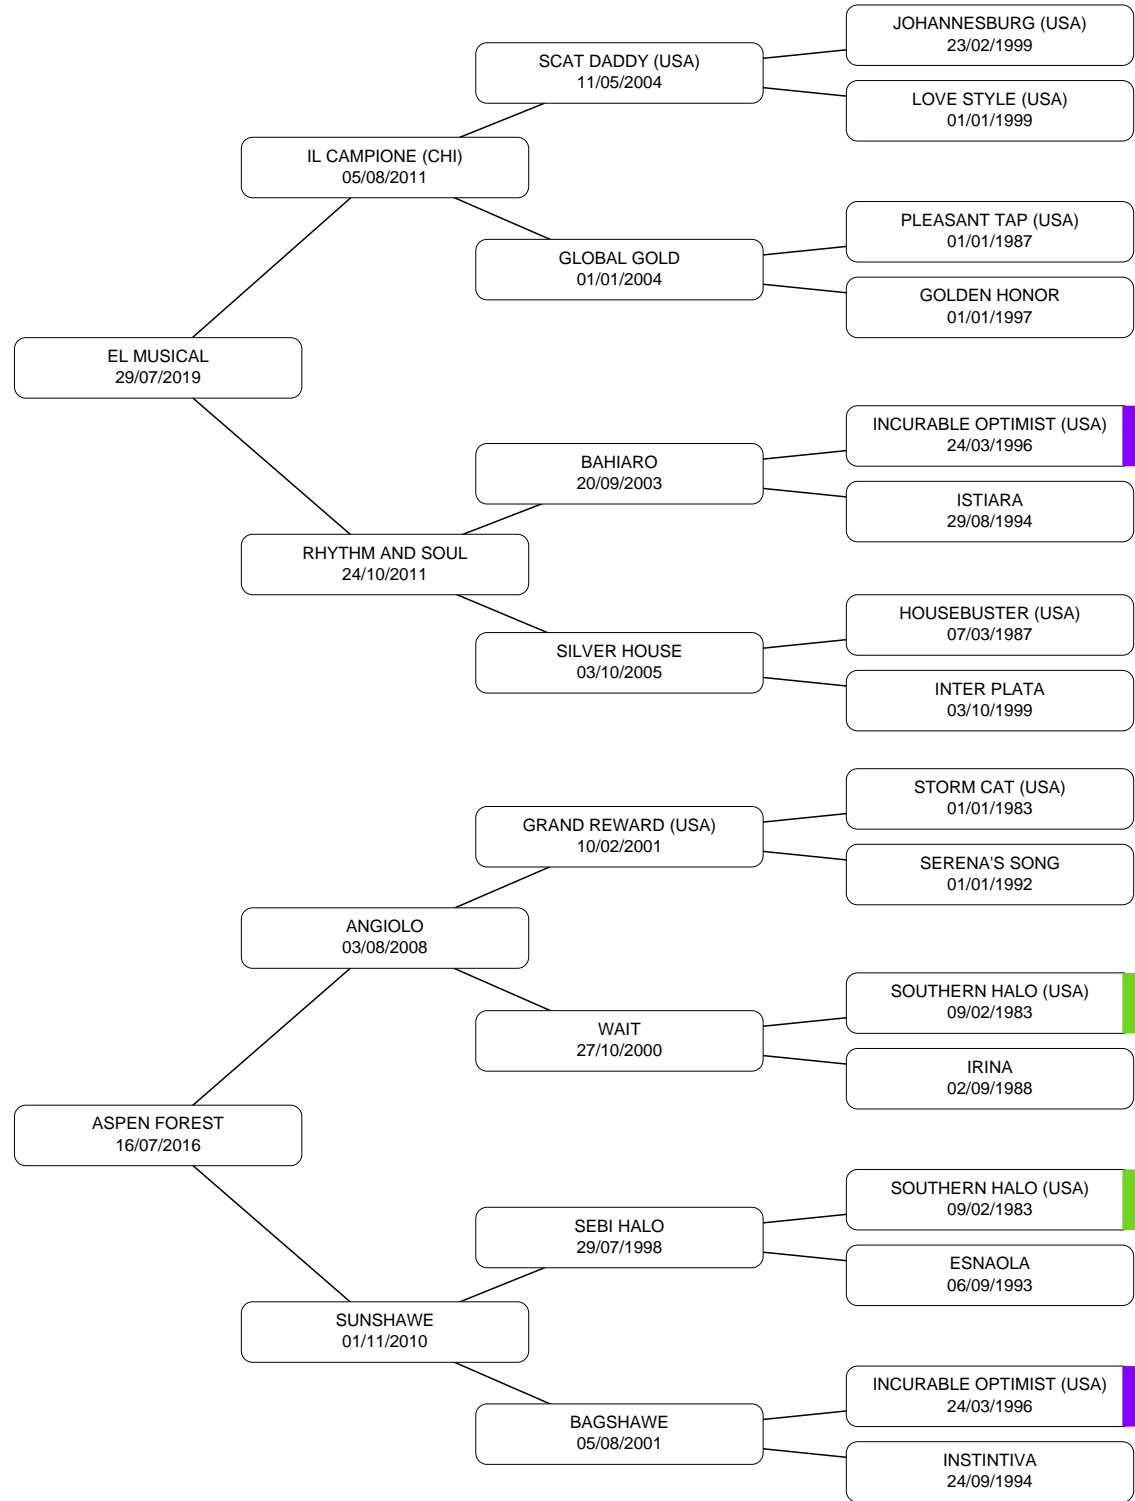 JOHANNESBURG (USA)
23/02/1999
SCAT DADDY (USA)
11/05/2004
LOVE STYLE (USA)
01/01/1999
IL CAMPIONE (CHI)
05/08/2011
PLEASANT TAP (USA)
01/01/1987
GLOBAL GOLD
01/01/2004
GOLDEN HONOR
01/01/1997
EL MUSICAL
29/07/2019
INCURABLE OPTIMIST (USA)
24/03/1996
BAHIARO
20/09/2003
ISTIARA
29/08/1994
RHYTHM AND SOUL
24/10/2011
HOUSEBUSTER (USA)
07/03/1987
SILVER HOUSE
03/10/2005
INTER PLATA
03/10/1999
STORM CAT (USA)
01/01/1983
GRAND REWARD (USA)
10/02/2001
SERENA'S SONG
01/01/1992
ANGIOLO
03/08/2008
SOUTHERN HALO (USA)
09/02/1983
WAIT
27/10/2000
IRINA
02/09/1988
ASPEN FOREST
16/07/2016
SOUTHERN HALO (USA)
09/02/1983
SEBI HALO
29/07/1998
ESNAOLA
06/09/1993
SUNSHAWE
01/11/2010
INCURABLE OPTIMIST (USA)
24/03/1996
BAGSHAWE
05/08/2001
INSTINTIVA
24/09/1994